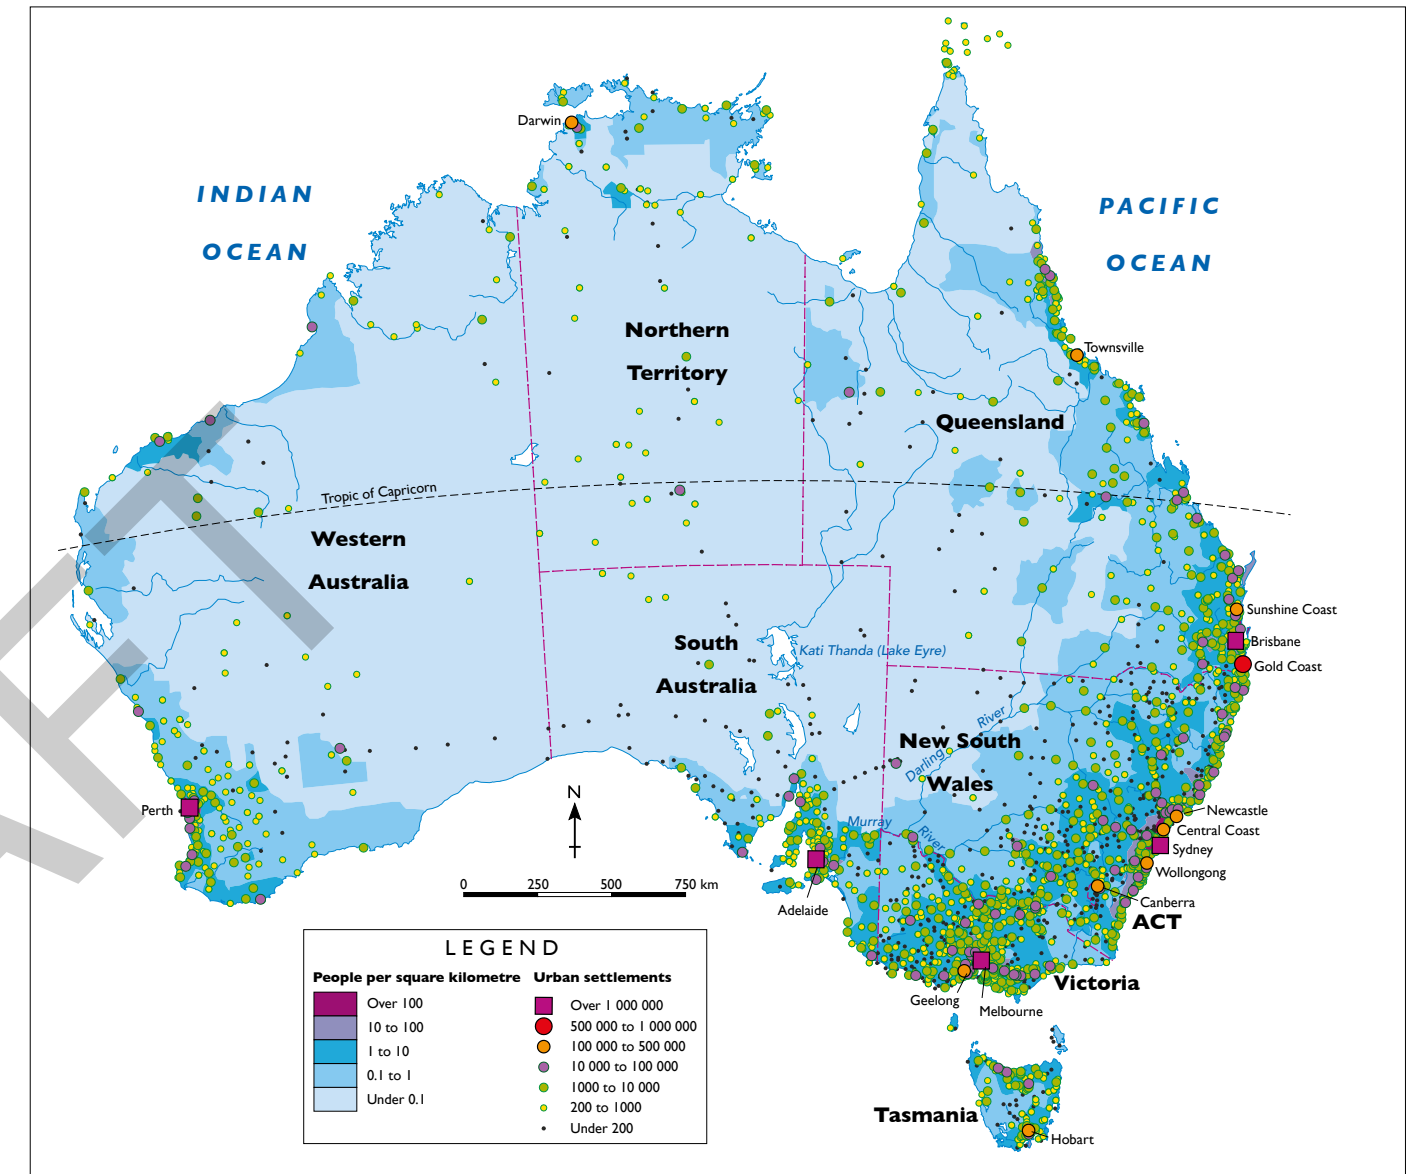 INDIAN
OCEAN
PACIFIC
OCEAN
Darwin
Townsville
Northern
Territory
Queensland
Tropic of Capricorn
Western
Australia
South
Australia
Kati Thanda (Lake Eyre)
Sunshine Coast
Brisbane
Gold Coast
New South
Wales
Darling
River
Murray
River
Perth
Adelaide
Newcastle
Central Coast
Sydney
Wollongong
Canberra
ACT
Victoria
Geelong
Melbourne
Tasmania
Hobart
N
0 250 500 750 km
LEGEND
People per square kilometre
Over 100
10 to 100
1 to 10
0.1 to 1
Under 0.1
Urban settlements
Over 1 000 000
500 000 to 1 000 000
100 000 to 500 000
10 000 to 100 000
1000 to 10 000
200 to 1000
Under 200